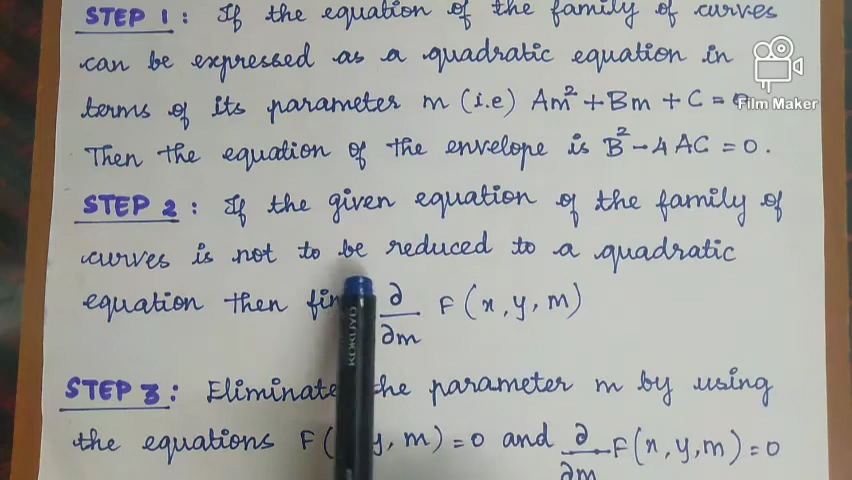 STEP 1 : If the equation of the family of curves
can be expressed as a quadratic equation in
terms of its parameter m (i.e) Am² + Bm + C = 0
Film Maker
Then the equation of the envelope is B² - 4AC = 0.
STEP 2 : If the given equation of the family of
curves is not to be reduced to a quadratic
equation then ∂/∂m F(x, y, m)
KOKUYO
STEP 3 : Eliminate the parameter m by using
the equations F( y, m) = 0 and ∂/∂m F(x, y, m) = 0